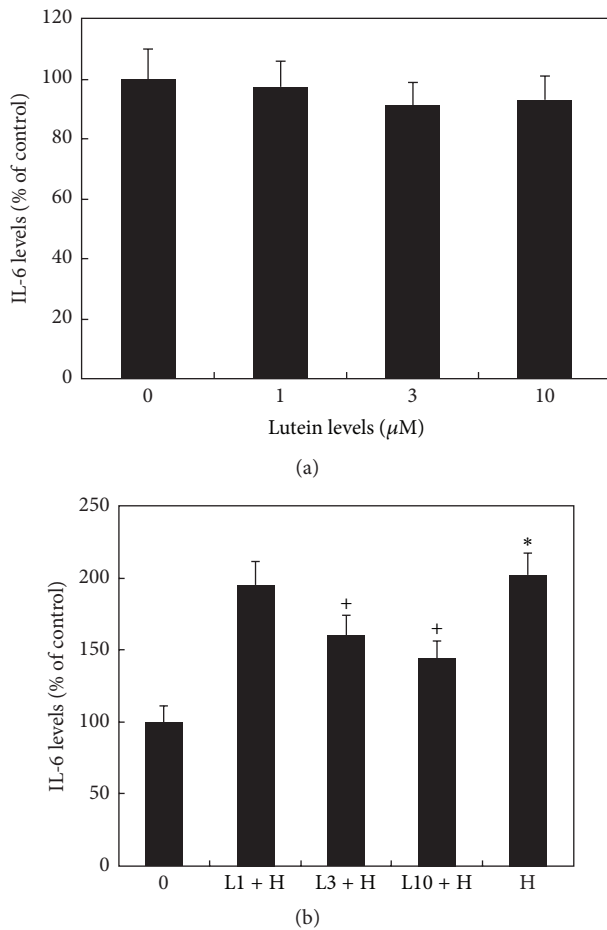 120
100
80
60
40
20
0
IL-6 levels (% of control)
0 1 3 10
Lutein levels (μM)
(a)
250
200
150
100
50
0
IL-6 levels (% of control)
+ + *
0 L1 + H L3 + H L10 + H H
(b)